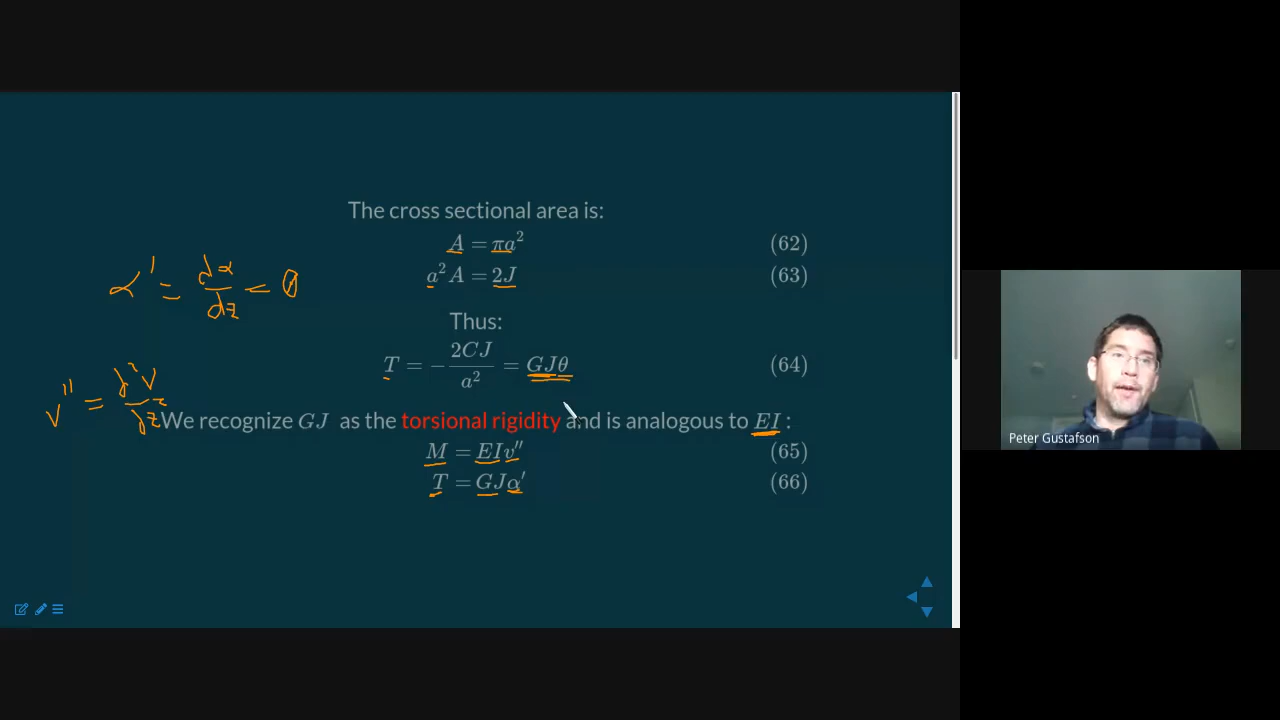 The cross sectional area is:
A = πa² (62)
a²A = 2J (63)
α' = dα/dz = θ
Thus:
T = −2CJ/a² = GJθ (64)
v'' = d²v/dz²
We recognize GJ as the torsional rigidity and is analogous to EI :
M = EIv'' (65)
T = GJα' (66)
Peter Gustafson